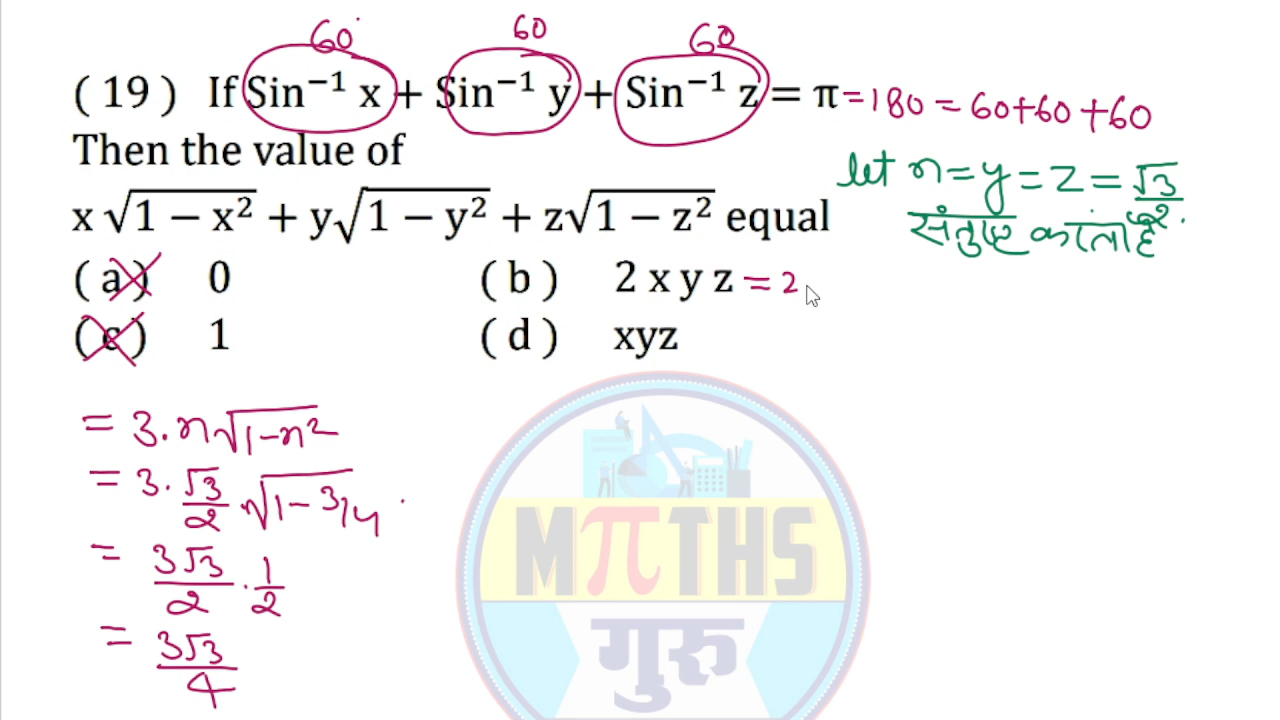 60° 60 60
( 19 ) If Sin⁻¹ x + Sin⁻¹ y + Sin⁻¹ z = π = 180 = 60+60+60
Then the value of
let x = y = z = √3/2
x √1 − x² + y√1 − y² + z√1 − z² equal
संतुष्ट करता है.
( a ) 0 ( b ) 2 x y z = 2
( c ) 1 ( d ) xyz
= 3. x√1-x²
= 3. √3/2 √1-3/4
= 3√3/2 . 1/2
= 3√3/4
MπTHS
गुरु